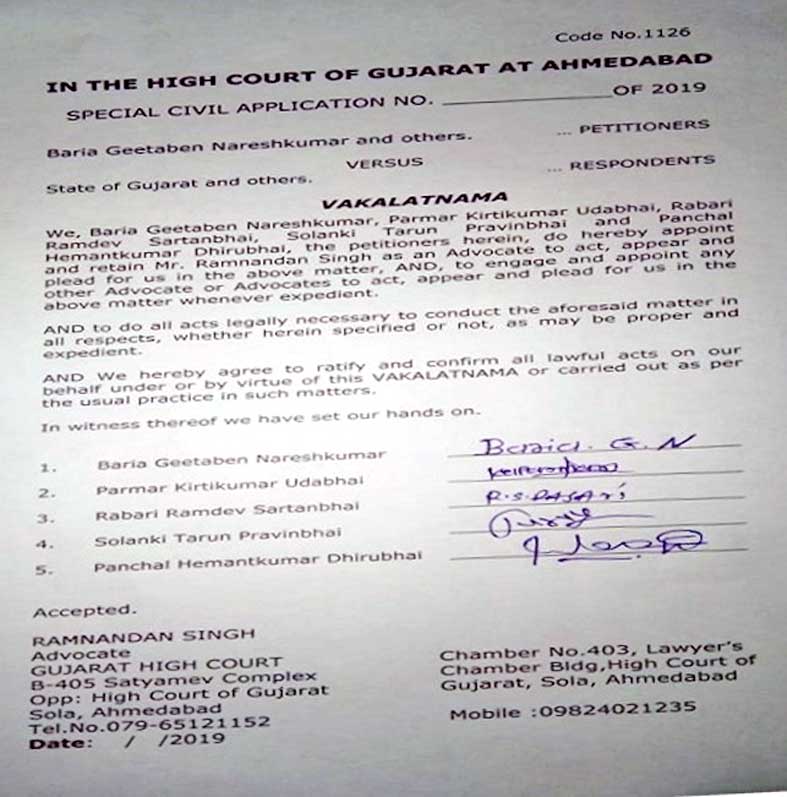 Code No.1126
IN THE HIGH COURT OF GUJARAT AT AHMEDABAD
SPECIAL CIVIL APPLICATION NO. ____________ OF 2019
Baria Geetaben Nareshkumar and others. ... PETITIONERS
VERSUS
State of Gujarat and others. ... RESPONDENTS
VAKALATNAMA
We, Baria Geetaben Nareshkumar, Parmar Kirtikumar Udabhai, Rabari
Ramdev Sartanbhai, Solanki Tarun Pravinbhai and Panchal
Hemantkumar Dhirubhai, the petitioners herein, do hereby appoint
and retain Mr. Ramnandan Singh as an Advocate to act, appear and
plead for us in the above matter, AND, to engage and appoint any
other Advocate or Advocates to act, appear and plead for us in the
above matter whenever expedient.
AND to do all acts legally necessary to conduct the aforesaid matter in
all respects, whether herein specified or not, as may be proper and
expedient.
AND We hereby agree to ratify and confirm all lawful acts on our
behalf under or by virtue of this VAKALATNAMA or carried out as per
the usual practice in such matters.
In witness thereof we have set our hands on.
1. Baria Geetaben Nareshkumar Baria. G. N
2. Parmar Kirtikumar Udabhai
3. Rabari Ramdev Sartanbhai
4. Solanki Tarun Pravinbhai
5. Panchal Hemantkumar Dhirubhai
Accepted.
RAMNANDAN SINGH
Advocate
GUJARAT HIGH COURT
B-405 Satyamev Complex
Opp: High Court of Gujarat
Sola, Ahmedabad
Tel.No.079-65121152
Date: / /2019
Chamber No.403, Lawyer's
Chamber Bldg,High Court of
Gujarat, Sola, Ahmedabad
Mobile :09824021235